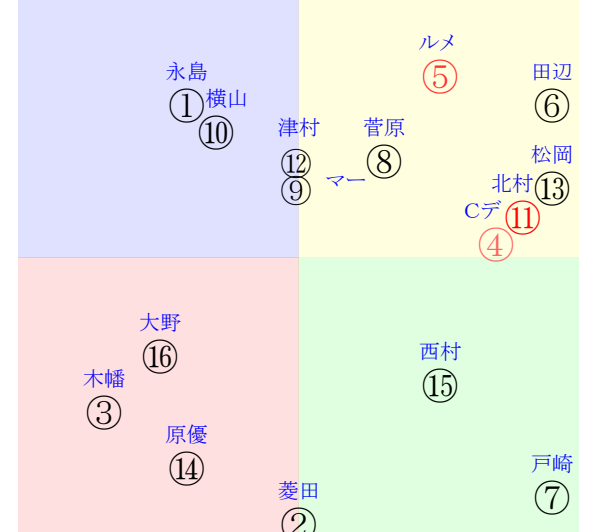 ルメ
⑤
永島
①
横山
⑩
田辺
⑥
津村
⑫
菅原
⑧
マー
⑨
松岡
⑬
北村
⑪
Cデ
④
大野
⑯
西村
⑮
木幡
③
原優
⑭
戸崎
⑦
菱田
②